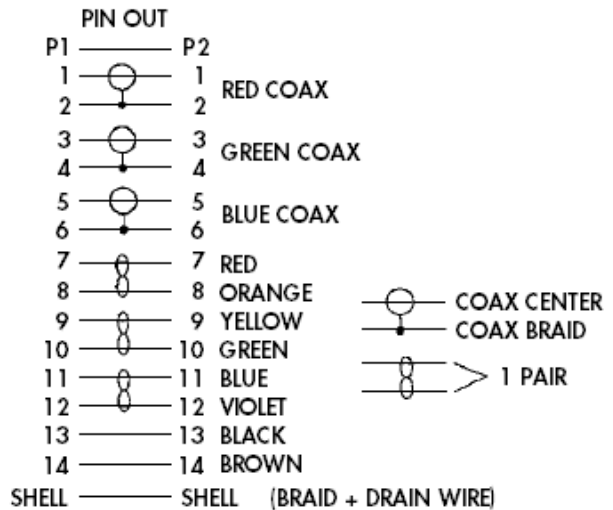 PIN OUT
P1 P2
1 1 RED COAX
2 2
3 3 GREEN COAX
4 4
5 5 BLUE COAX
6 6
7 7 RED
8 8 ORANGE
9 9 YELLOW
10 10 GREEN
11 11 BLUE
12 12 VIOLET
13 13 BLACK
14 14 BROWN
SHELL SHELL (BRAID + DRAIN WIRE)
COAX CENTER
COAX BRAID
1 PAIR